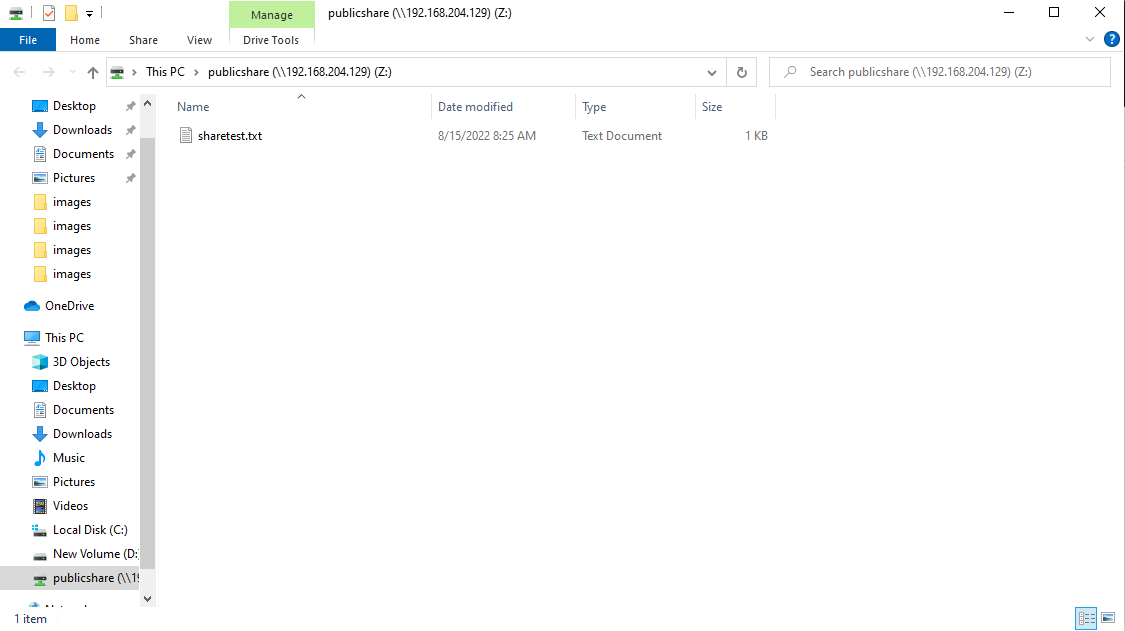 Manage
publicshare (\\192.168.204.129) (Z:)
File
Home
Share
View
Drive Tools
?
This PC
publicshare (\\192.168.204.129) (Z:)
Search publicshare (\\192.168.204.129) (Z:)
Desktop
Downloads
Documents
Pictures
images
images
images
images
OneDrive
This PC
3D Objects
Desktop
Documents
Downloads
Music
Pictures
Videos
Local Disk (C:)
New Volume (D:
publicshare (\\19
Name
Date modified
Type
Size
sharetest.txt
8/15/2022 8:25 AM
Text Document
1 KB
1 item